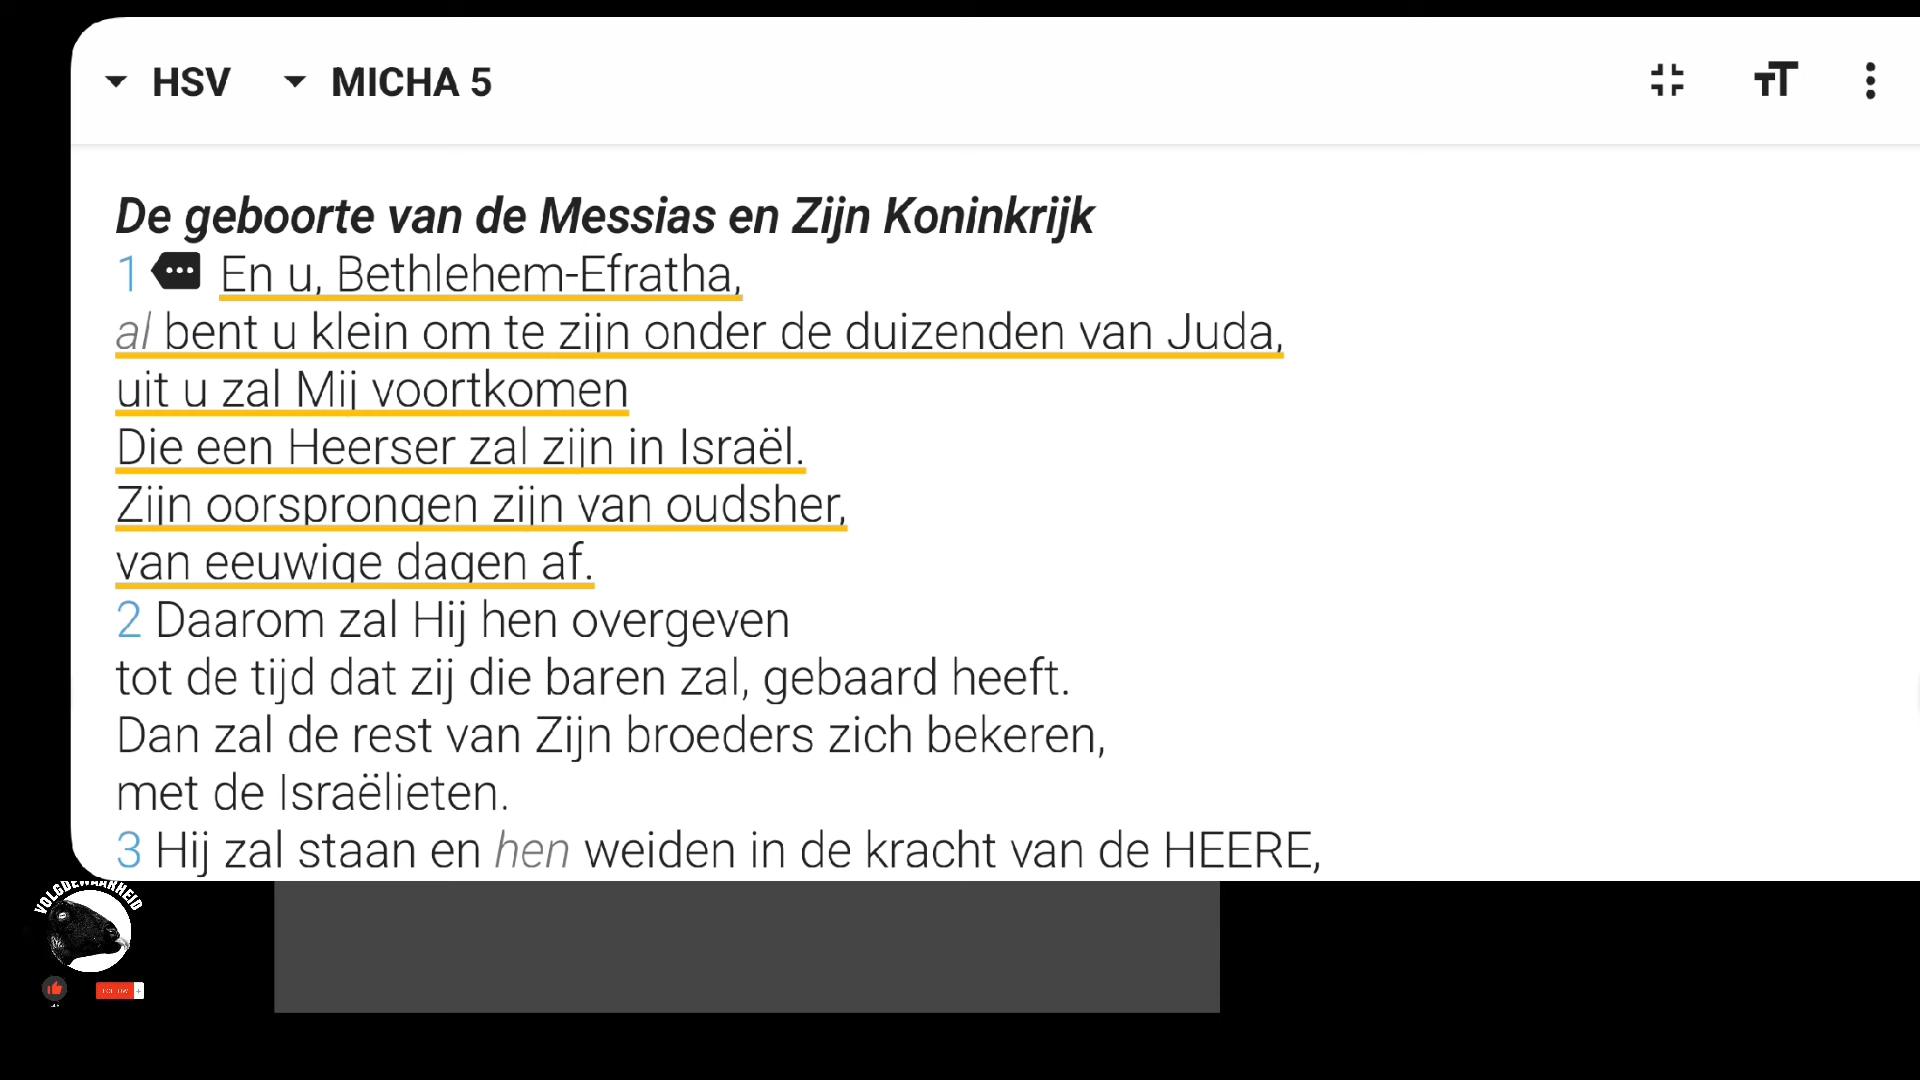 HSV MICHA 5
De geboorte van de Messias en Zijn Koninkrijk
1 En u, Bethlehem-Efratha,
al bent u klein om te zijn onder de duizenden van Juda,
uit u zal Mij voortkomen
Die een Heerser zal zijn in Israël.
Zijn oorsprongen zijn van oudsher,
van eeuwige dagen af.
2 Daarom zal Hij hen overgeven
tot de tijd dat zij die baren zal, gebaard heeft.
Dan zal de rest van Zijn broeders zich bekeren,
met de Israëlieten.
3 Hij zal staan en hen weiden in de kracht van de HEERE,
VOLGDEWAARHEID
FOLLOW